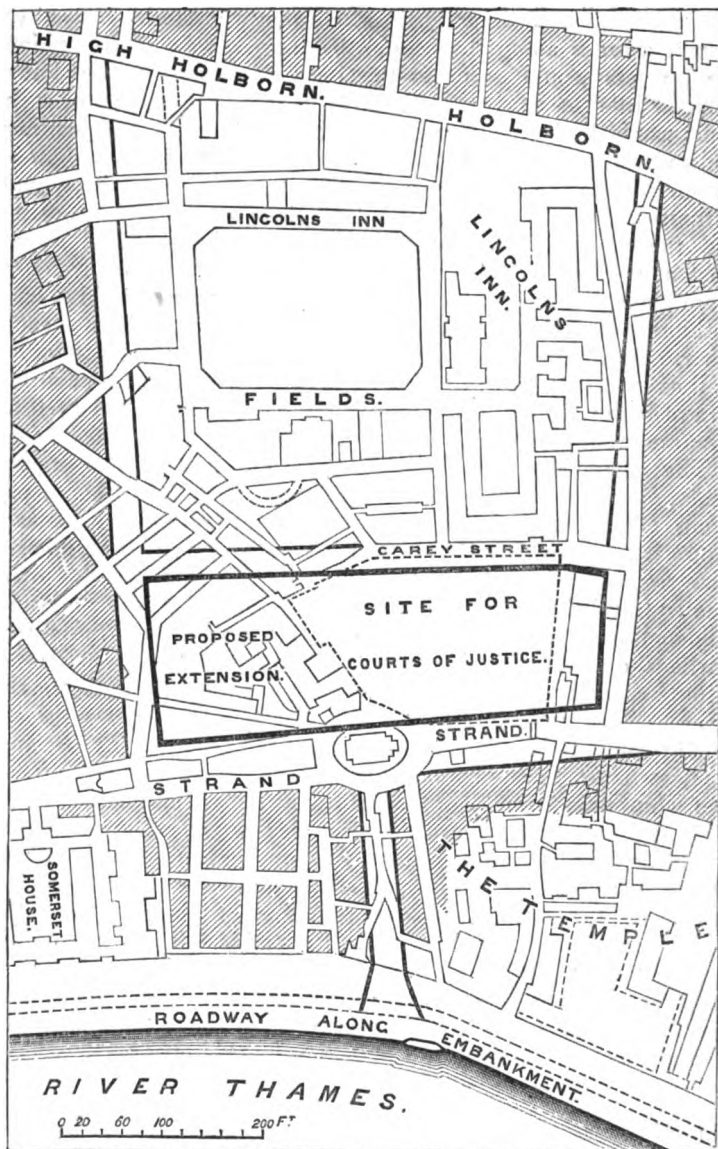 HIGH HOLBORN.
HOLBORN.
LINCOLNS INN
LINCOLNS
INN.
FIELDS.
CAREY STREET
SITE FOR
COURTS OF JUSTICE.
PROPOSED
EXTENSION.
STRAND.
STRAND
SOMERSET
HOUSE.
THE TEMPLE
ROADWAY ALONG EMBANKMENT.
RIVER THAMES.
0 20 60 120 200 FT.